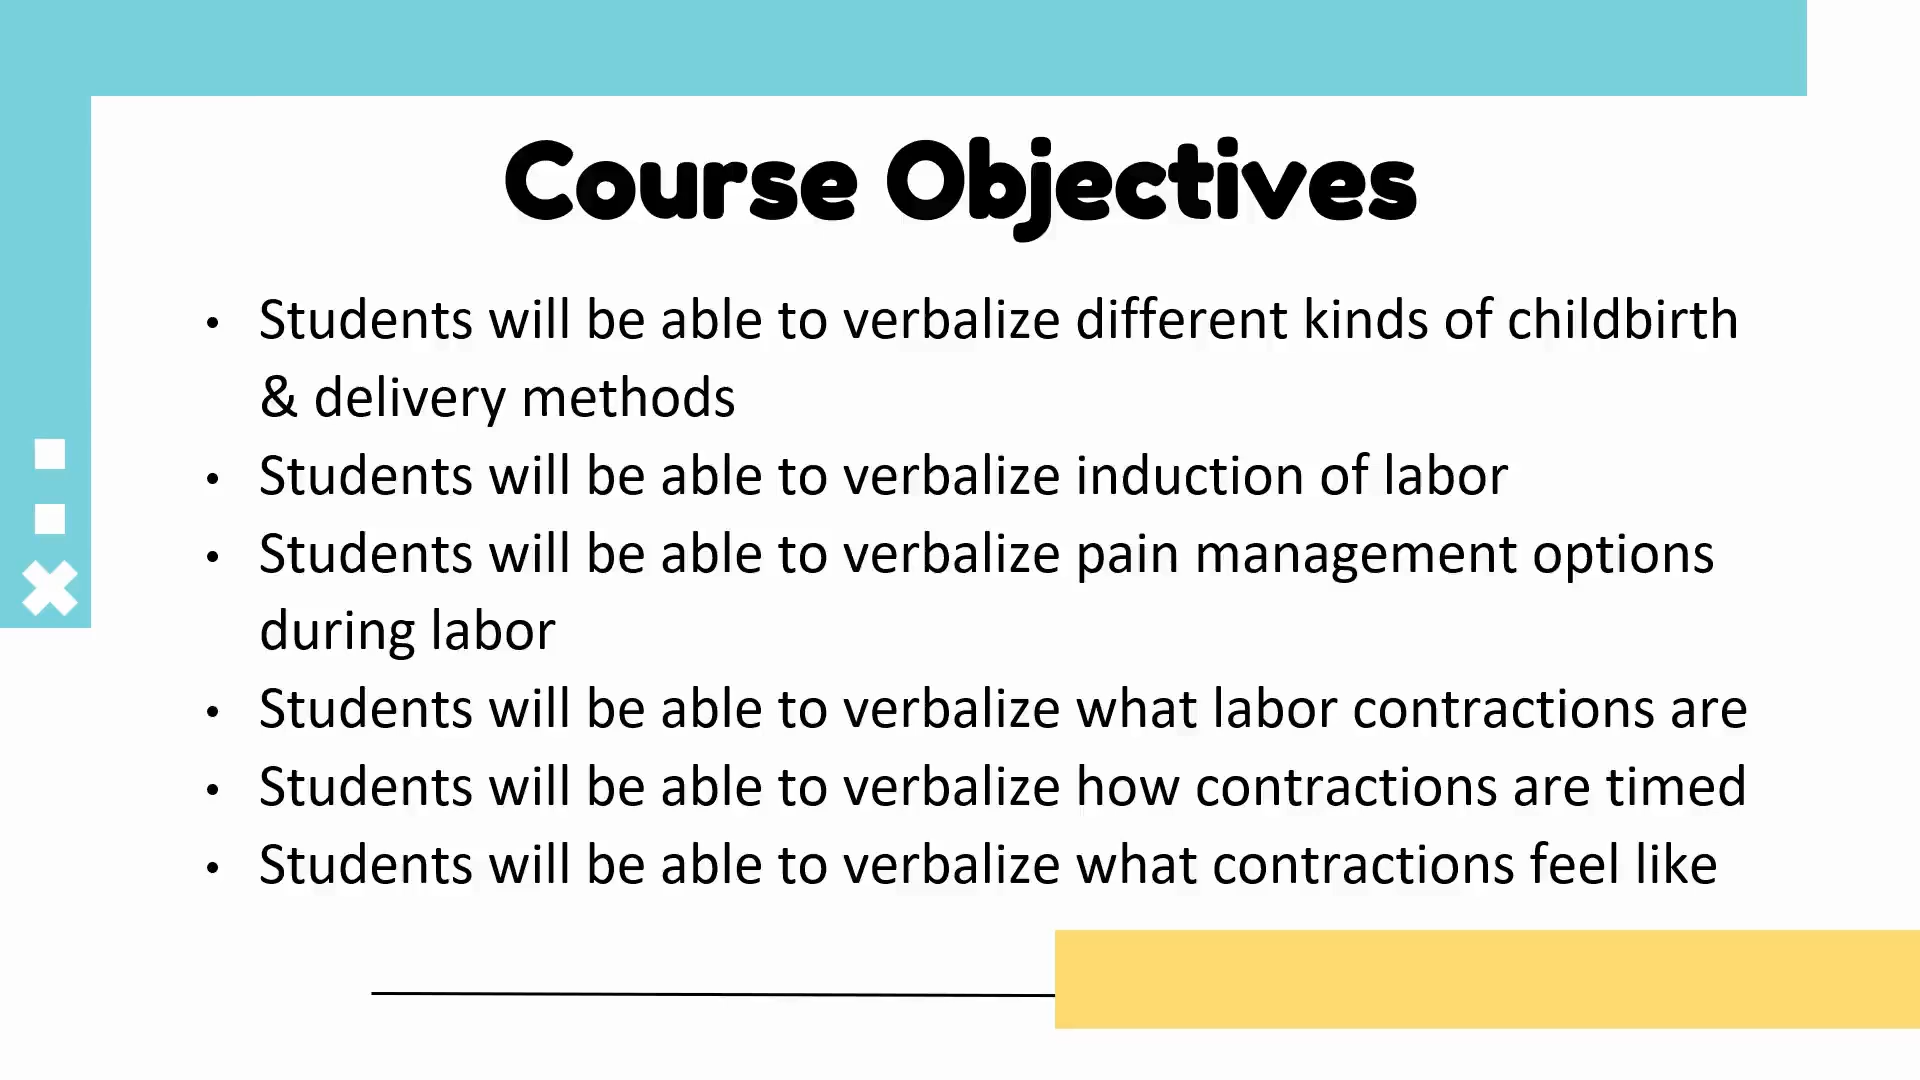 Course Objectives
• Students will be able to verbalize different kinds of childbirth
& delivery methods
• Students will be able to verbalize induction of labor
• Students will be able to verbalize pain management options
during labor
• Students will be able to verbalize what labor contractions are
• Students will be able to verbalize how contractions are timed
• Students will be able to verbalize what contractions feel like